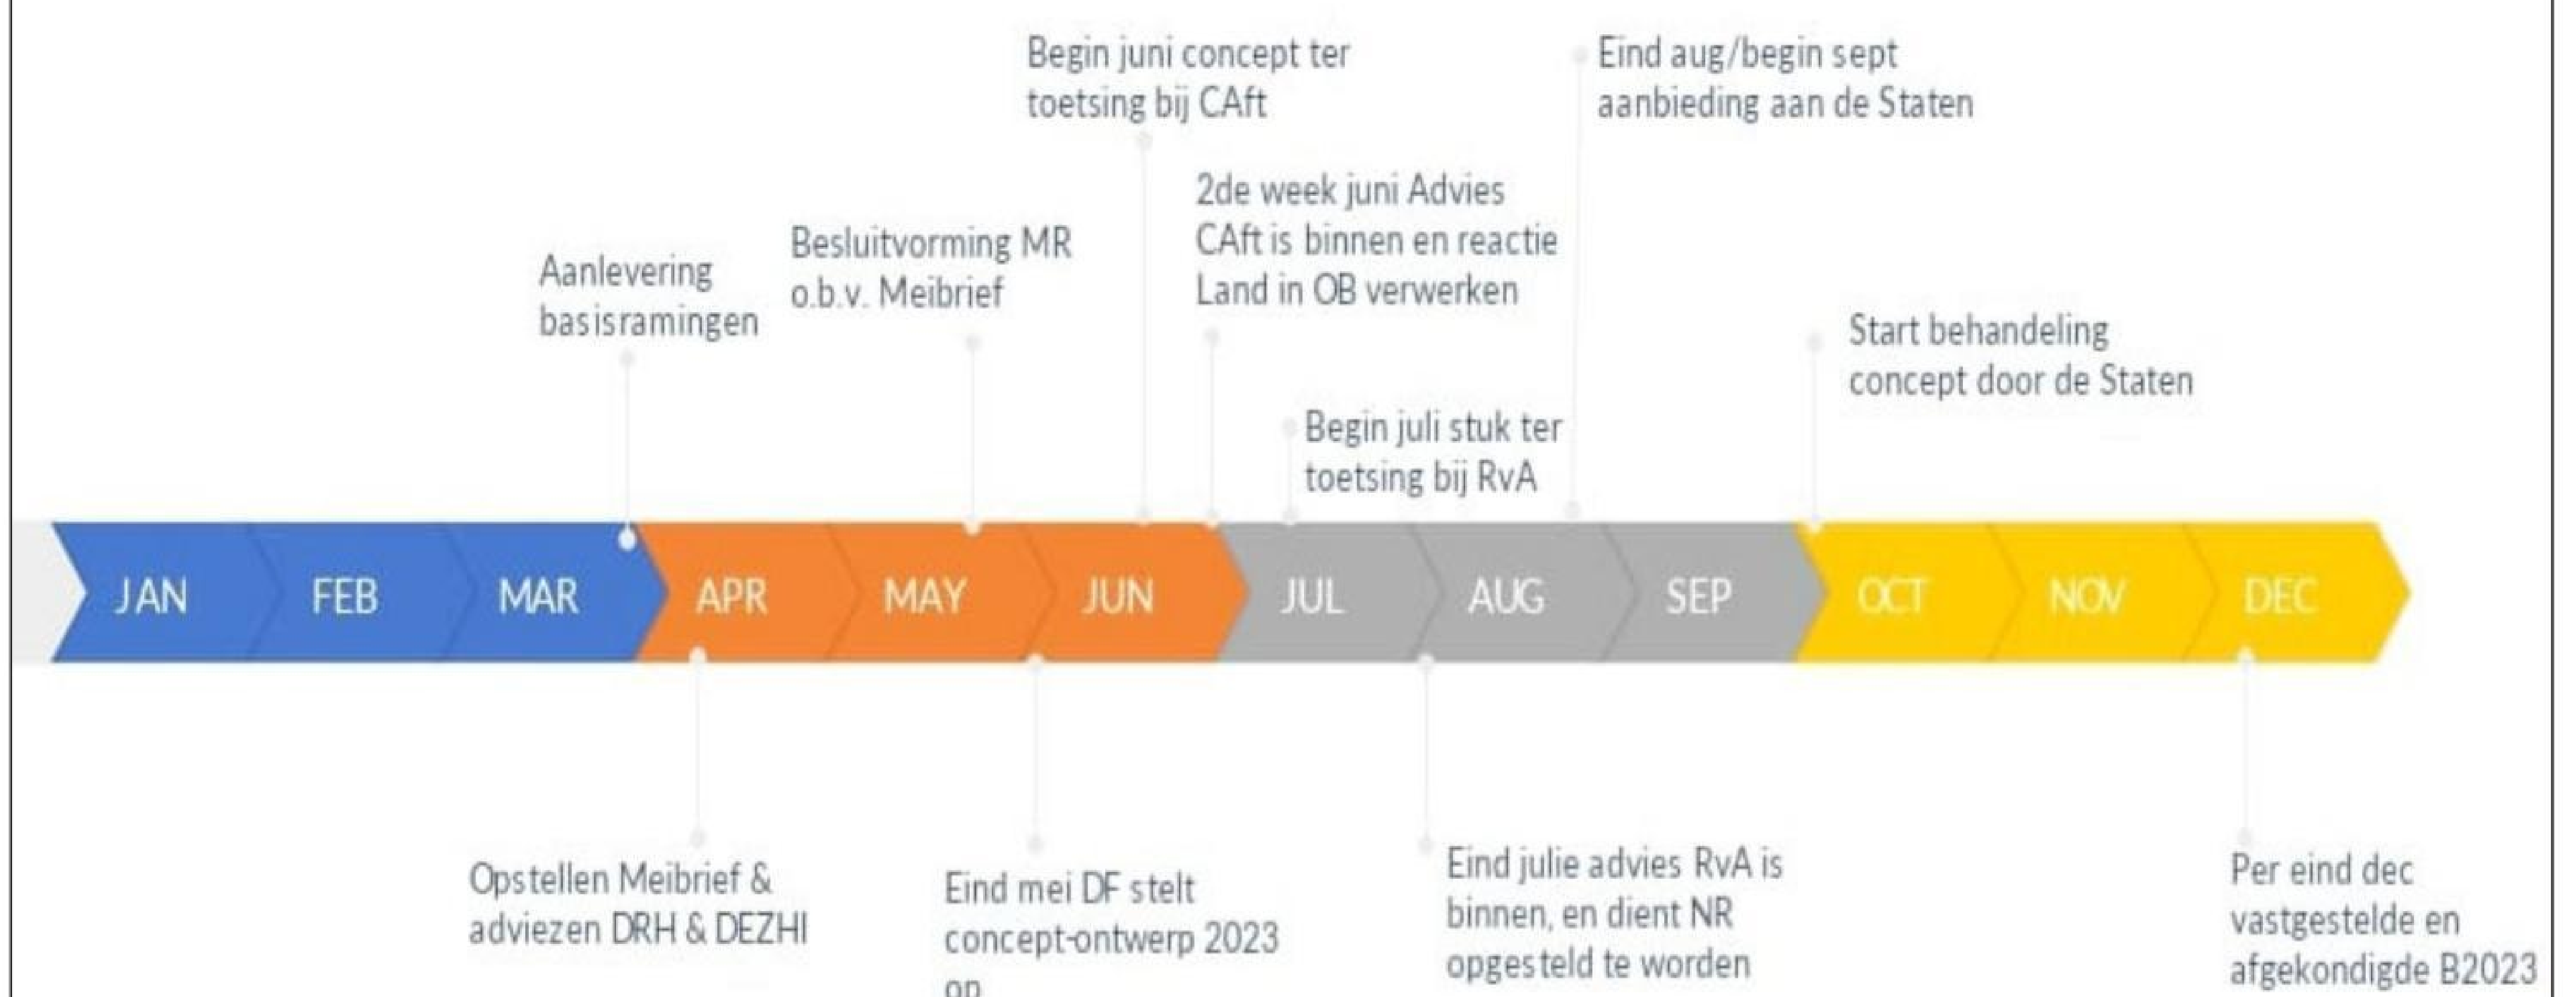 Begin juni concept ter
toetsing bij CAft
Eind aug/begin sept
aanbieding aan de Staten
2de week juni Advies
CAft is binnen en reactie
Land in OB verwerken
Besluitvorming MR
o.b.v. Meibrief
Aanlevering
basisramingen
Start behandeling
concept door de Staten
Begin juli stuk ter
toetsing bij RvA
JAN FEB MAR APR MAY JUN JUL AUG SEP OCT NOV DEC
Opstellen Meibrief &
adviezen DRH & DEZHI
Eind mei DF stelt
concept-ontwerp 2023
op
Eind julie advies RvA is
binnen, en dient NR
opgesteld te worden
Per eind dec
vastgestelde en
afgekondigde B2023